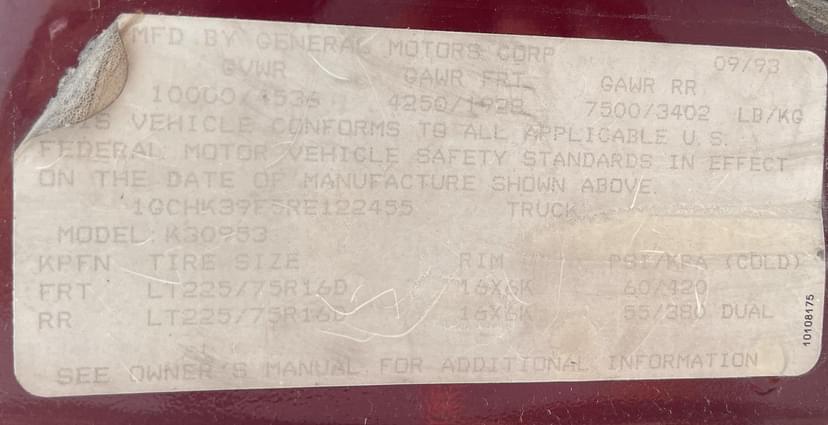 MFD BY GENERAL MOTORS CORP 09/93
GVWR GAWR FRT GAWR RR
10000/4536 4250/1928 7500/3402 LB/KG
VEHICLE CONFORMS TO ALL APPLICABLE U.S.
FEDERAL MOTOR VEHICLE SAFETY STANDARDS IN EFFECT
ON THE DATE OF MANUFACTURE SHOWN ABOVE.
TRUCK
MODEL: K30953
KPFN TIRE SIZE RIM PSI/KPA (COLD)
FRT LT225/75R16D 16X6K 60/420
RR LT225/75R16D 16X6K 55/380 DUAL
SEE OWNER'S MANUAL FOR ADDITIONAL INFORMATION
10108175